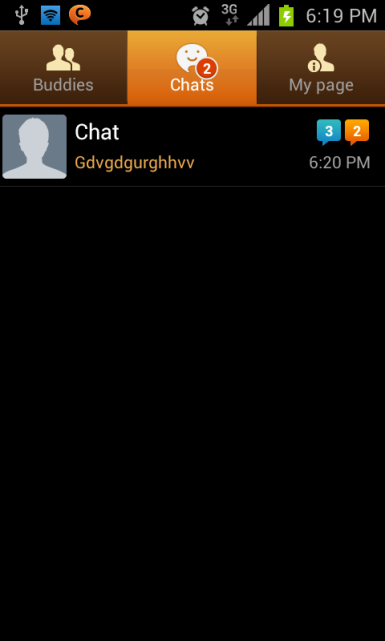 C
3G
6:19 PM
Buddies
2
Chats
My page
Chat
3
2
Gdvgdgurghhvv
6:20 PM